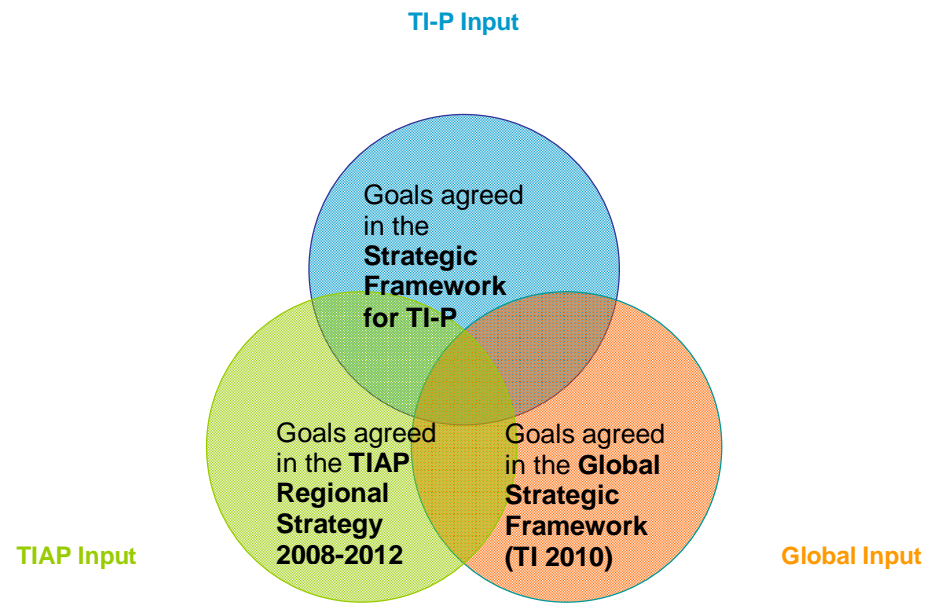 TI-P Input
Goals agreed
in the
Strategic
Framework
for TI-P
Goals agreed
in the TIAP
Regional
Strategy
2008-2012
Goals agreed
in the Global
Strategic
Framework
(TI 2010)
TIAP Input
Global Input